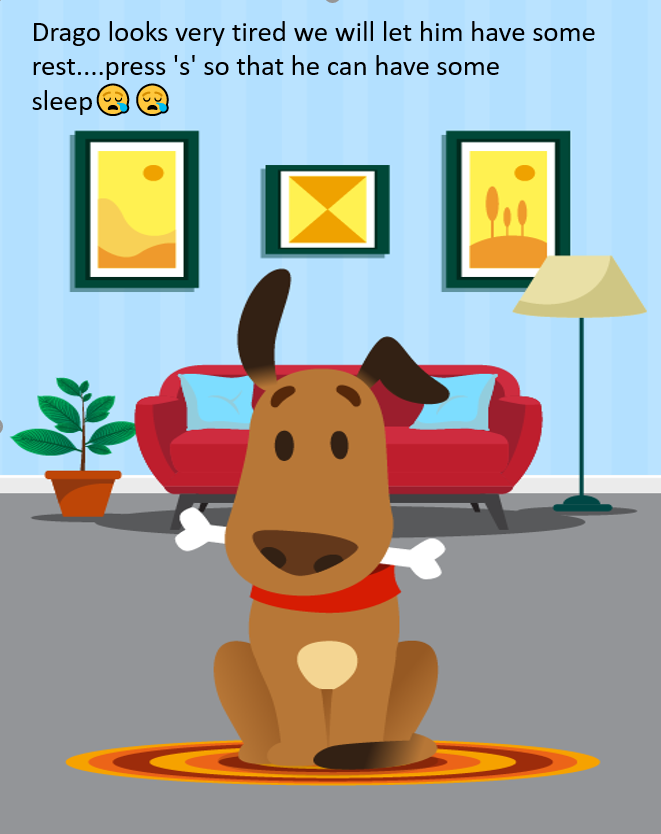 Drago looks very tired we will let him have some
rest....press 's' so that he can have some
sleep😪😪